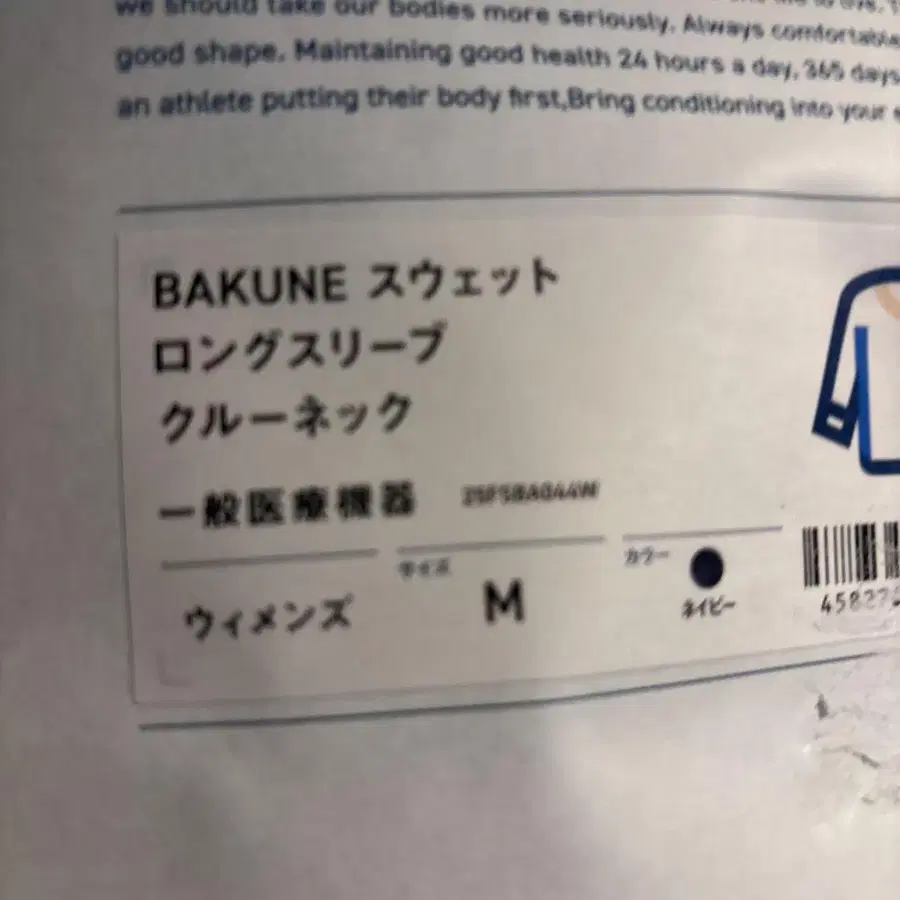 we should take our bodies more seriously. Always comfortable
good shape. Maintaining good health 24 hours a day, 365 days
an athlete putting their body first,Bring conditioning into your
BAKUNE スウェット
ロングスリーブ
クルーネック
一般医療機器
ウィメンズ
サイズ
M
カラー
ネイビー